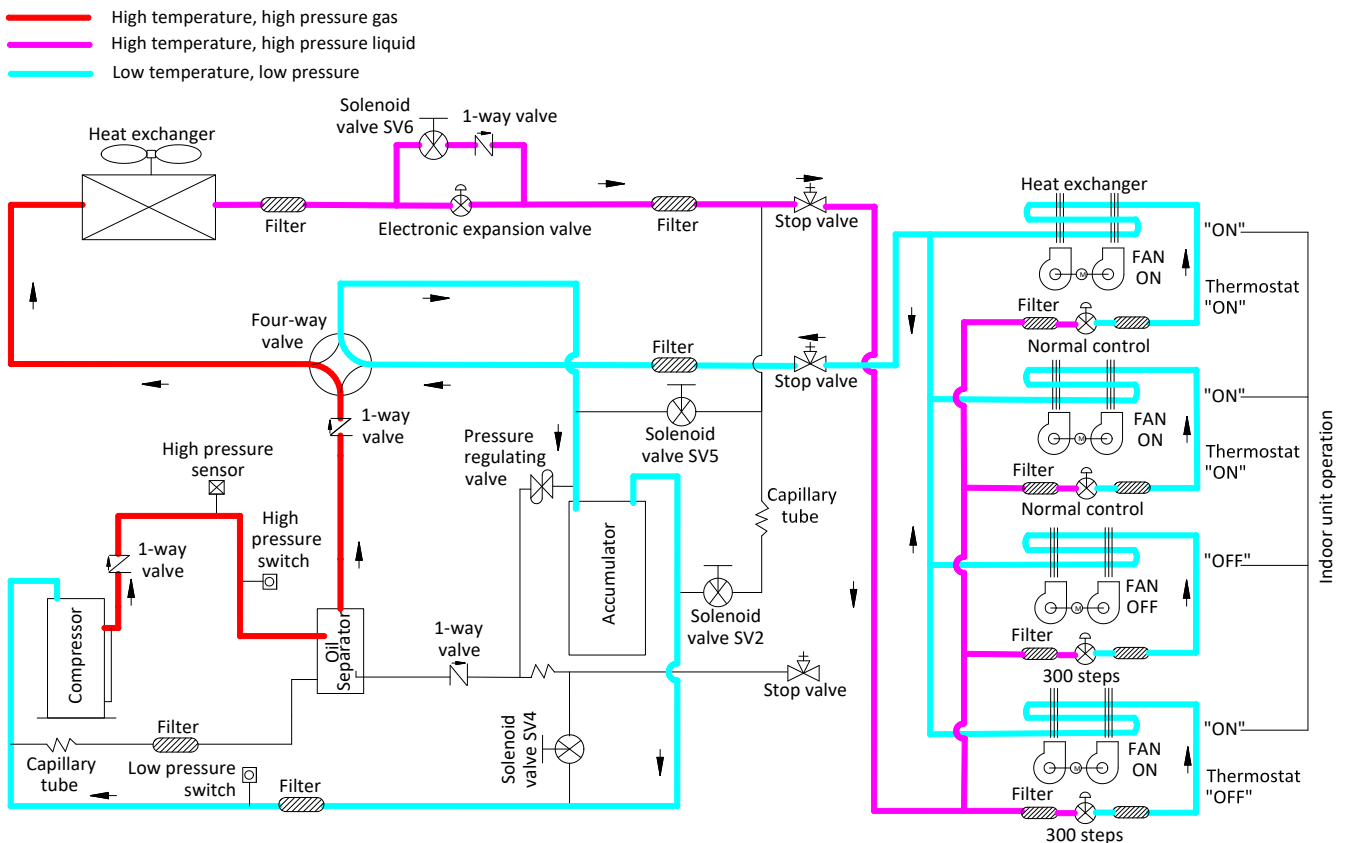 High temperature, high pressure gas
High temperature, high pressure liquid
Low temperature, low pressure
Solenoid
valve SV6
1-way valve
Heat exchanger
Filter
Electronic expansion valve
Filter
Stop valve
Heat exchanger
"ON"
FAN
ON
Thermostat
"ON"
Filter
Normal control
Four-way
valve
Filter
Stop valve
1-way
valve
Solenoid
valve SV5
Pressure
regulating
valve
High pressure
sensor
High
pressure
switch
1-way
valve
Capillary
tube
"ON"
FAN
ON
Thermostat
"ON"
Filter
Normal control
Accumulator
Compressor
Oil
Separator
1-way
valve
Solenoid
valve SV2
Stop valve
"OFF"
FAN
OFF
Filter
300 steps
Indoor unit operation
Filter
Capillary
tube
Low pressure
switch
Filter
Solenoid
valve SV4
"ON"
FAN
ON
Thermostat
"OFF"
Filter
300 steps
M
M
M
M